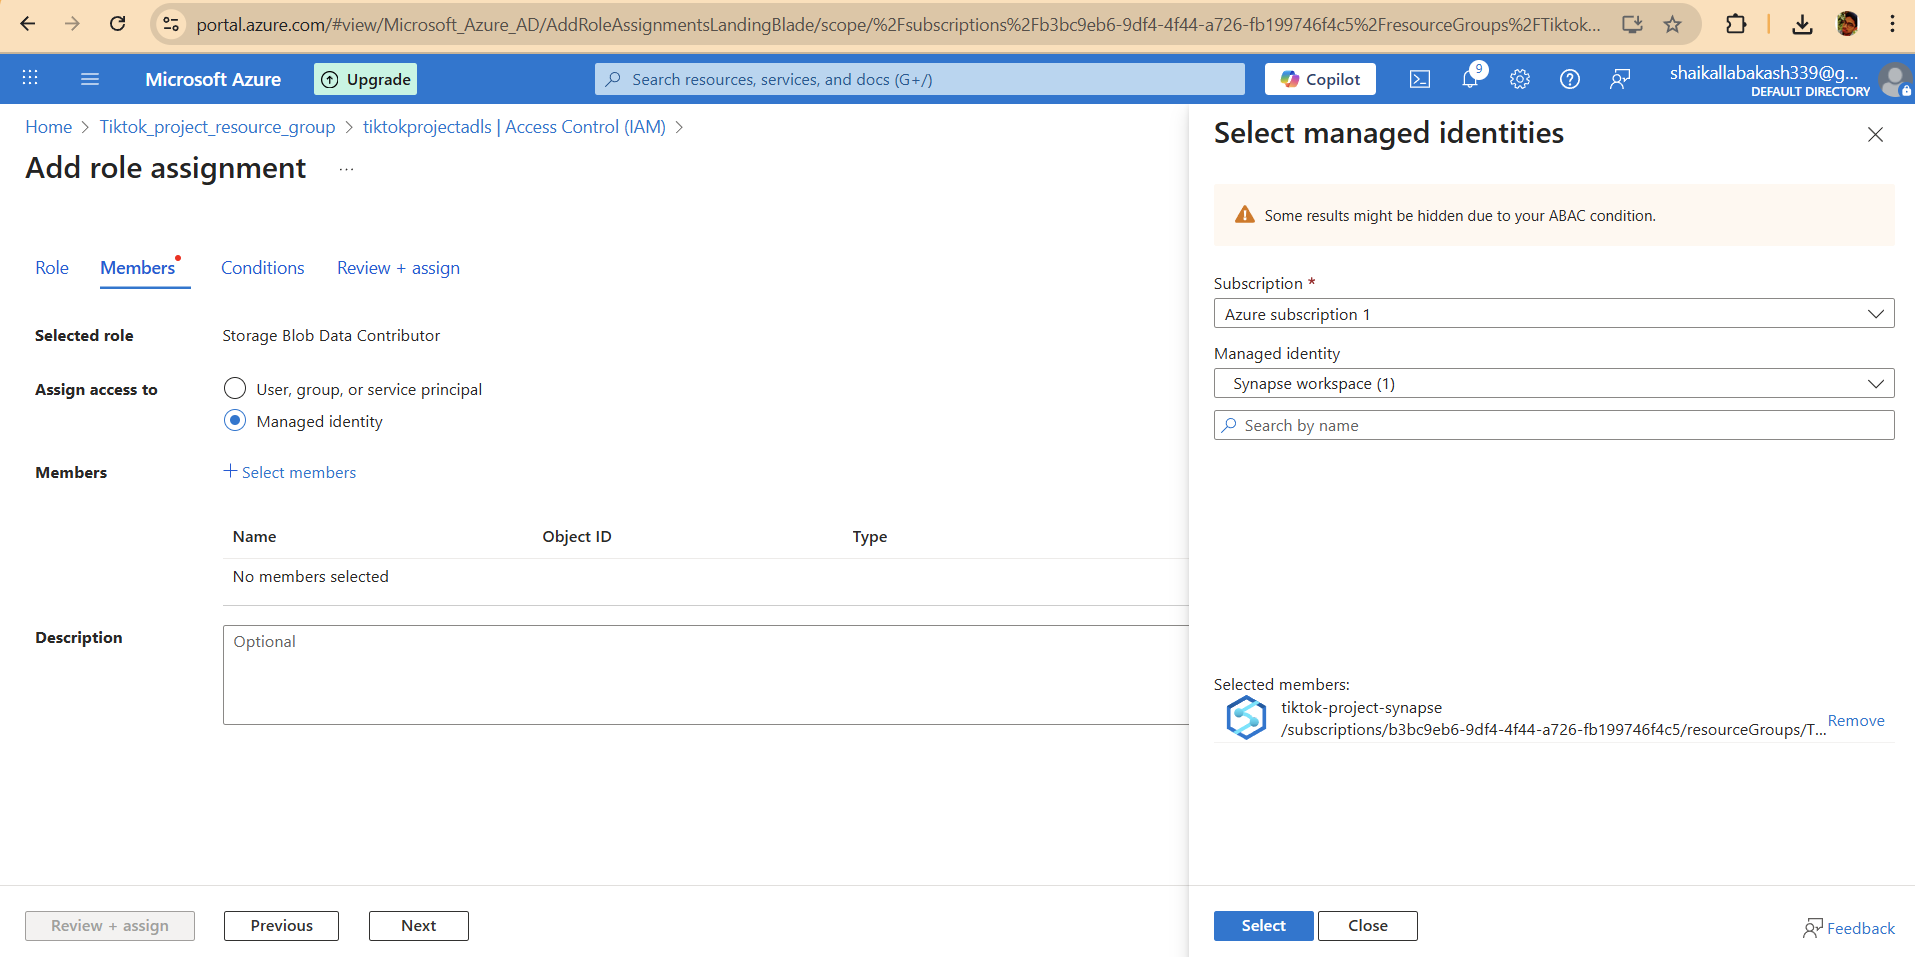 portal.azure.com/#view/Microsoft_Azure_AD/AddRoleAssignmentsLandingBlade/scope/%2Fsubscriptions%2Fb3bc9eb6-9df4-4f44-a726-fb199746f4c5%2FresourceGroups%2FTiktok...
Microsoft Azure
Upgrade
Search resources, services, and docs (G+/)
Copilot
9
shaikallabakash339@g...
DEFAULT DIRECTORY
Home > Tiktok_project_resource_group > tiktokprojectadls | Access Control (IAM) >
Add role assignment ...
Role Members Conditions Review + assign
Selected role Storage Blob Data Contributor
Assign access to User, group, or service principal
Managed identity
Members + Select members
Name Object ID Type
No members selected
Description Optional
Review + assign Previous Next
Select managed identities
Some results might be hidden due to your ABAC condition.
Subscription *
Azure subscription 1
Managed identity
Synapse workspace (1)
Search by name
Selected members:
tiktok-project-synapse
/subscriptions/b3bc9eb6-9df4-4f44-a726-fb199746f4c5/resourceGroups/T... Remove
Select Close Feedback